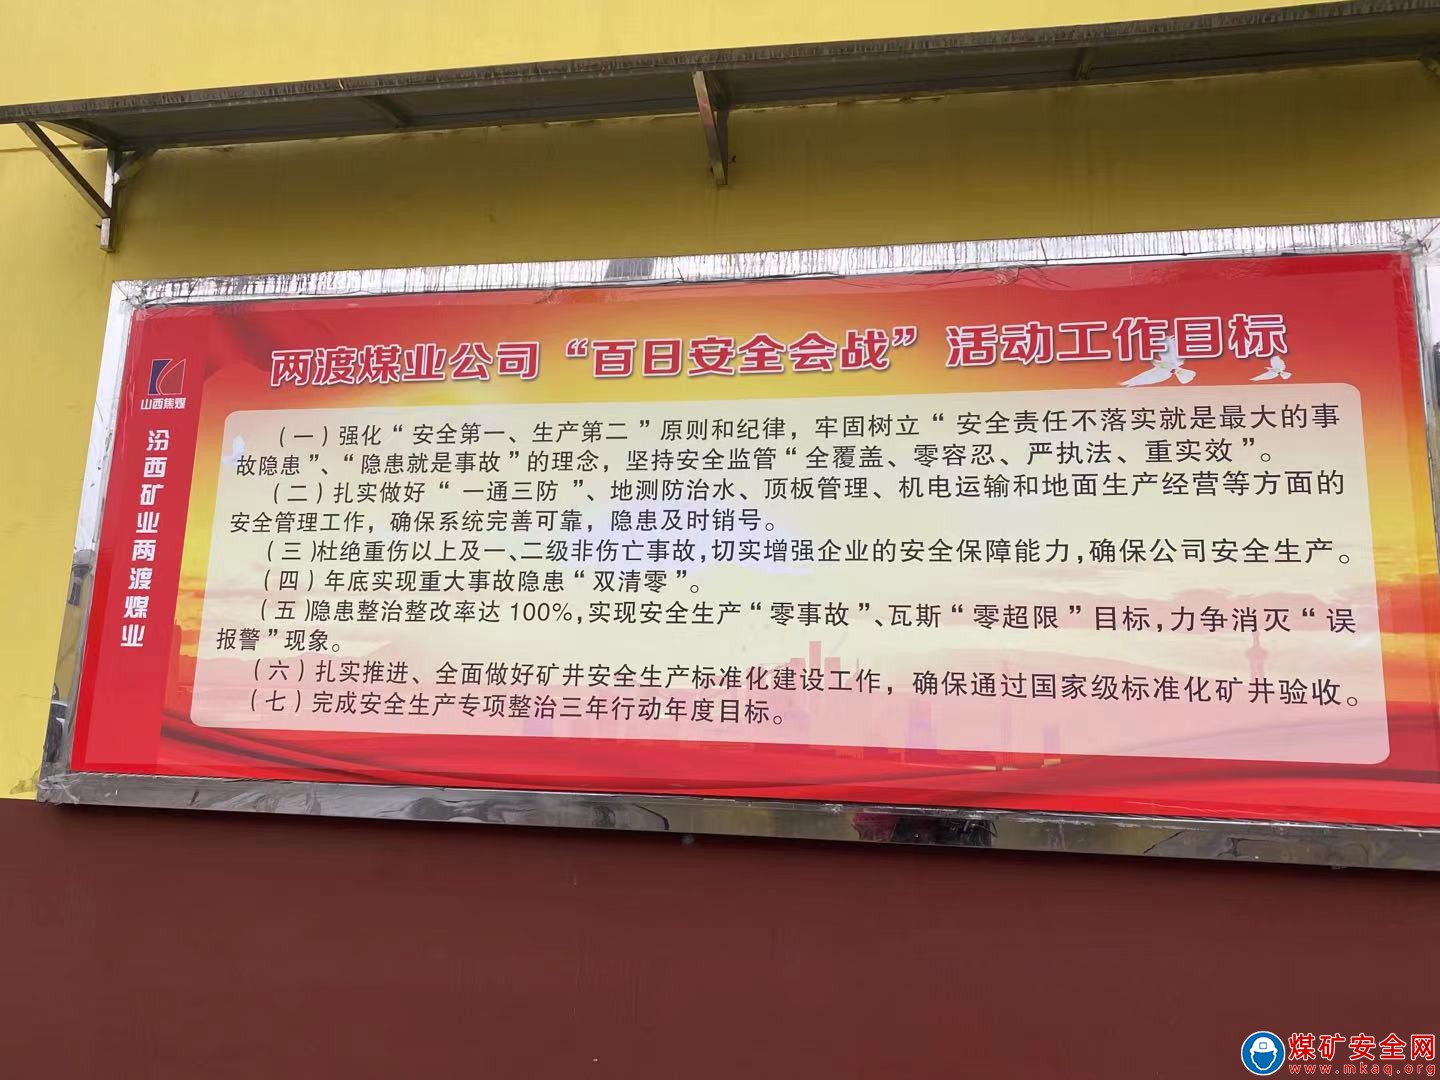 两渡煤业公司“百日安全会战”活动工作目标
山西焦煤
汾西矿业两渡煤业
（一）强化“安全第一、生产第二”原则和纪律，牢固树立“安全责任不落实就是最大的事
故隐患”、“隐患就是事故”的理念，坚持安全监管“全覆盖、零容忍、严执法、重实效”。
（二）扎实做好“一通三防”、地测防治水、顶板管理、机电运输和地面生产经营等方面的
安全管理工作，确保系统完善可靠，隐患及时销号。
（三）杜绝重伤以上及一、二级非伤亡事故，切实增强企业的安全保障能力，确保公司安全生产。
（四）年底实现重大事故隐患“双清零”。
（五）隐患整治整改率达100%，实现安全生产“零事故”、瓦斯“零超限”目标，力争消灭“误
报警”现象。
（六）扎实推进、全面做好矿井安全生产标准化建设工作，确保通过国家级标准化矿井验收。
（七）完成安全生产专项整治三年行动年度目标。
煤矿安全网
www.mkaq.org